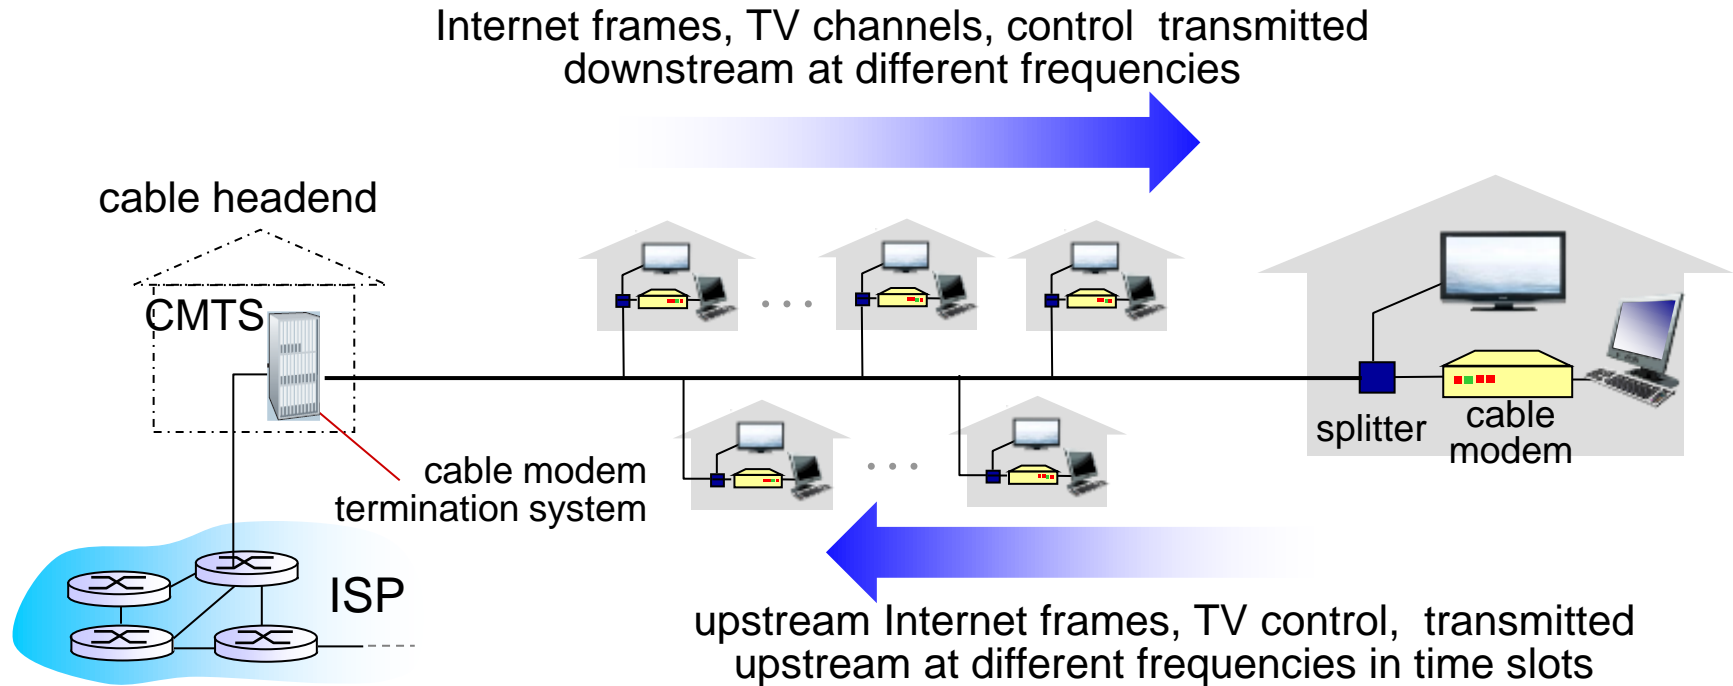 Internet frames, TV channels, control  transmitted
downstream at different frequencies
cable headend
CMTS
splitter
cable
modem
cable modem
termination system
ISP
upstream Internet frames, TV control,  transmitted
upstream at different frequencies in time slots